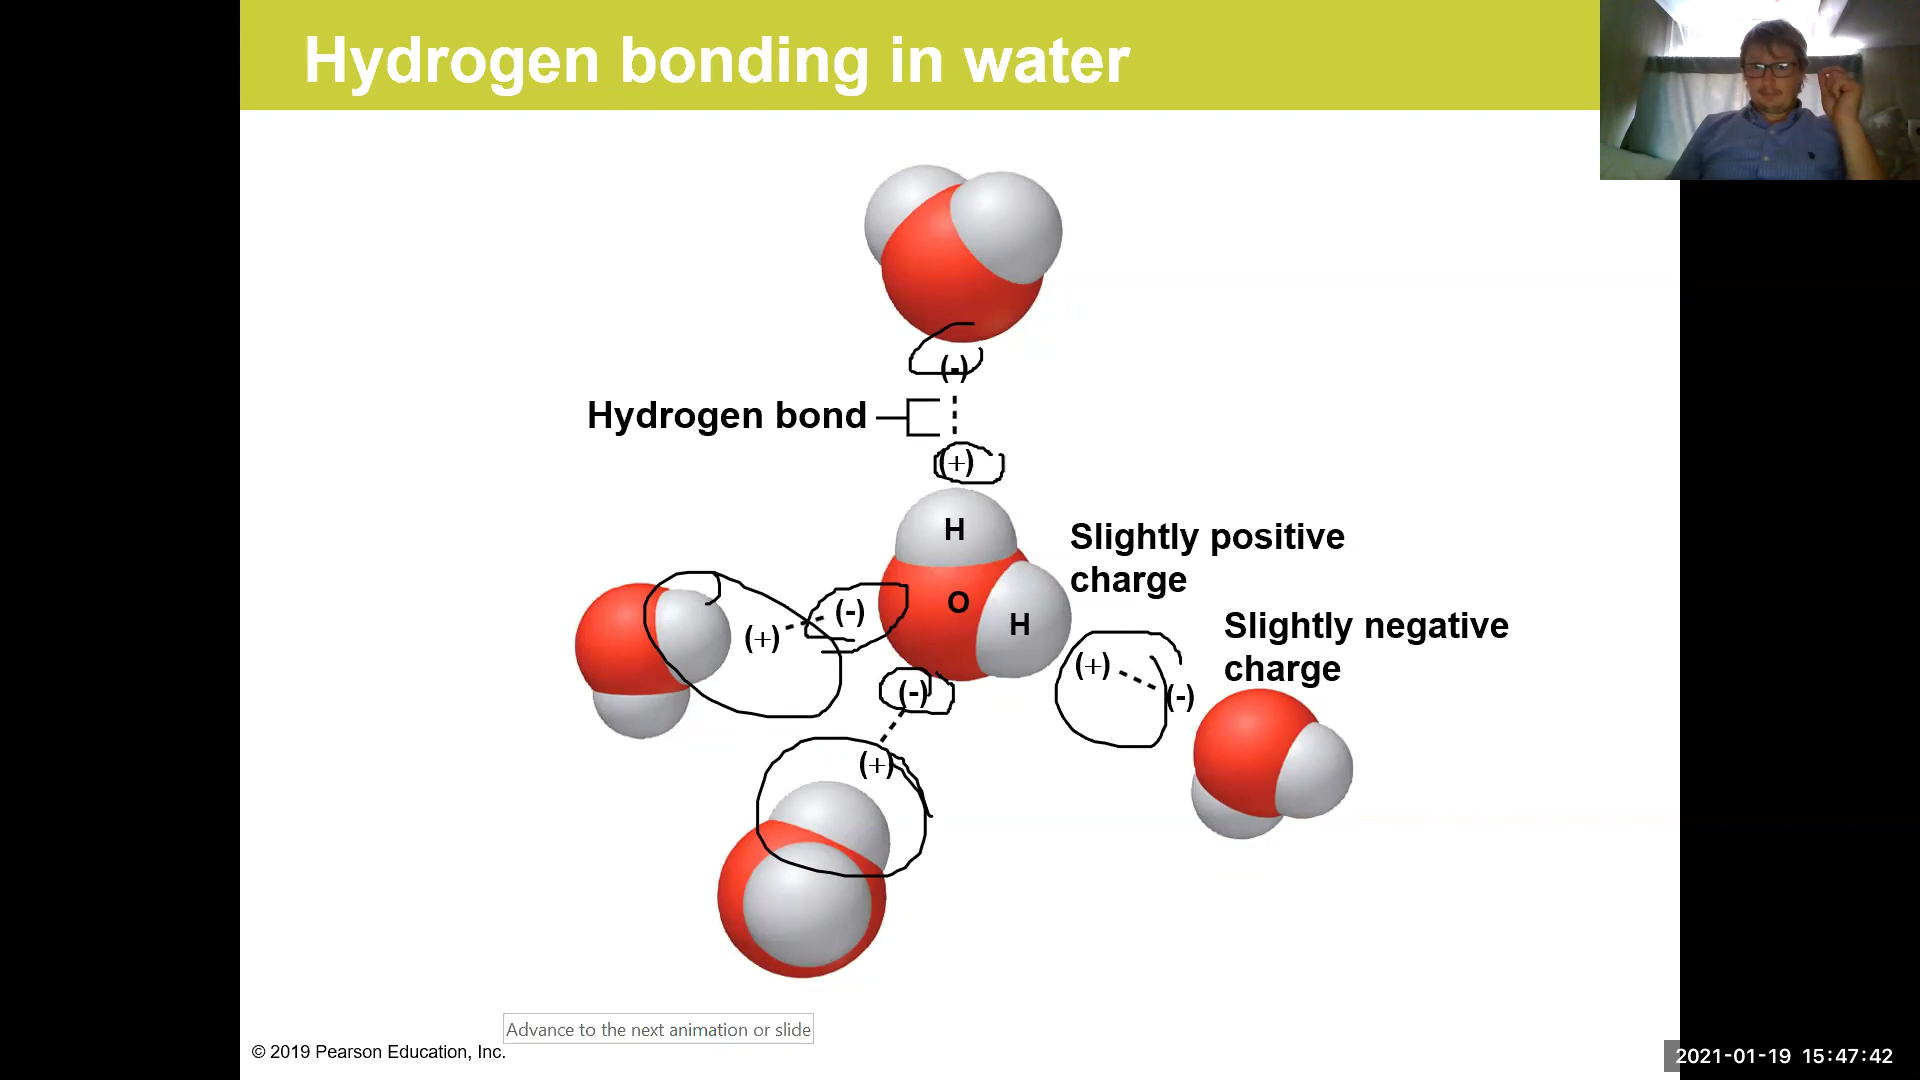 Hydrogen bonding in water
(-)
Hydrogen bond
(+)
H
Slightly positive
charge
O
(-)
(+)
H
Slightly negative
charge
(+)
(-)
(-)
(+)
Advance to the next animation or slide
© 2019 Pearson Education, Inc.
2021-01-19 15:47:42